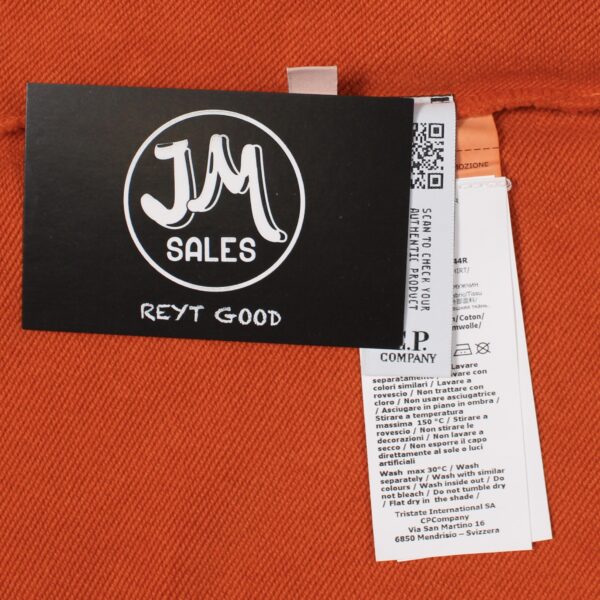 JM
SALES
REYT GOOD
SCAN TO CHECK YOUR
AUTHENTIC PRODUCT
C.P.
COMPANY
MOZIONE
44R
/Coton/
Lavare
separatamente / Lavare con
colori similari / Lavare a
rovescio / Non trattare con
cloro / Non usare asciugatrice
/ Asciugare in piano in ombra /
Stirare a temperatura
massima 150 °C / Stirare a
rovescio / Non stirare le
decorazioni / Non lavare a
secco / Non esporre il capo
direttamente al sole o luci
artificiali
Wash max 30°C / Wash
separately / Wash with similar
colours / Wash inside out / Do
not bleach / Do not tumble dry
/ Flat dry in the shade /
Tristate International SA
CPCompany
Via San Martino 16
6850 Mendrisio - Svizzera